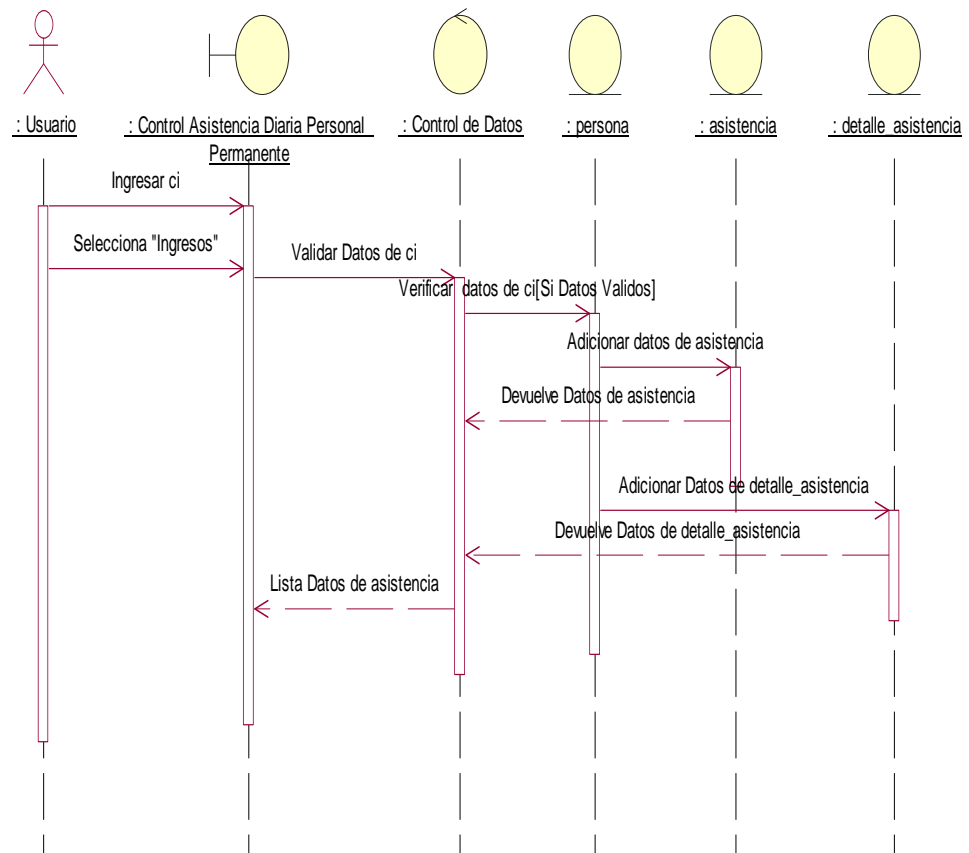 : Usuario
: Control Asistencia Diaria Personal
Permanente
: Control de Datos
: persona
: asistencia
: detalle_asistencia
Ingresar ci
Selecciona "Ingresos"
Validar Datos de ci
Verificar datos de ci[Si Datos Validos]
Adicionar datos de asistencia
Devuelve Datos de asistencia
Adicionar Datos de detalle_asistencia
Devuelve Datos de detalle_asistencia
Lista Datos de asistencia